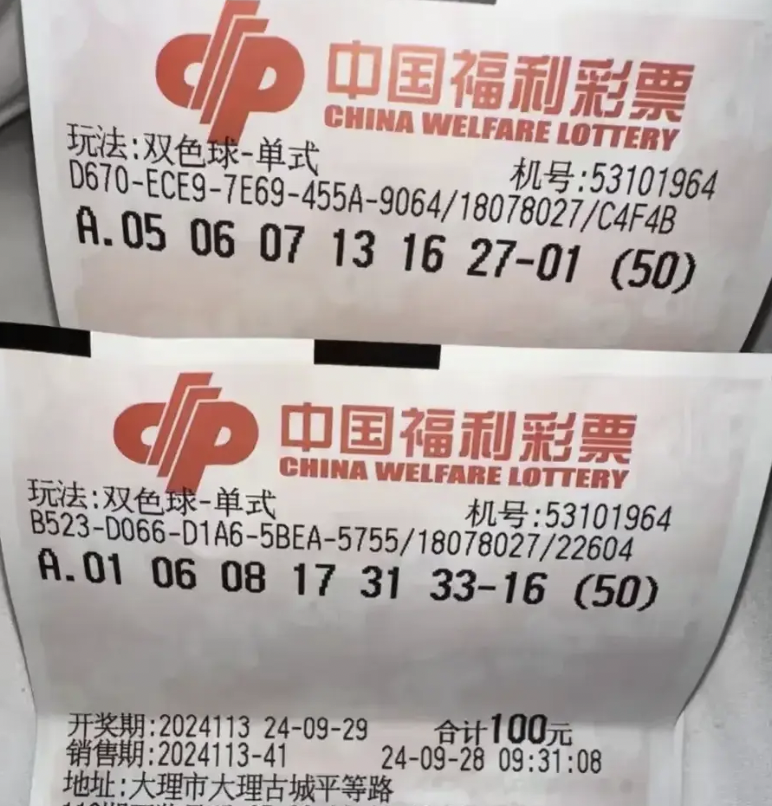 中国福利彩票
CHINA WELFARE LOTTERY
玩法:双色球-单式 机号:53101964
D670-ECE9-7E69-455A-9064/18078027/C4F4B
A.05 06 07 13 16 27-01 (50)
中国福利彩票
CHINA WELFARE LOTTERY
玩法:双色球-单式 机号:53101964
B523-D066-D1A6-5BEA-5755/18078027/22604
A.01 06 08 17 31 33-16 (50)
开奖期:2024113 24-09-29 合计100元
销售期:2024113-41 24-09-28 09:31:08
地址:大理市大理古城平等路